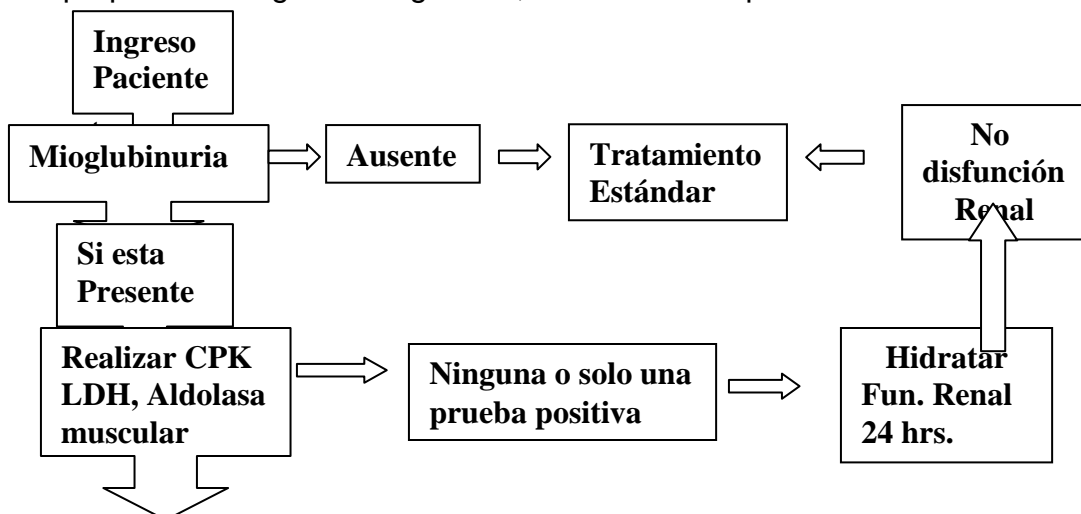 Ingreso
Paciente
Mioglubinuria
Ausente
Tratamiento
Estándar
No
disfunción
Renal
Si esta
Presente
Realizar CPK
LDH, Aldolasa
muscular
Ninguna o solo una
prueba positiva
Hidratar
Fun. Renal
24 hrs.